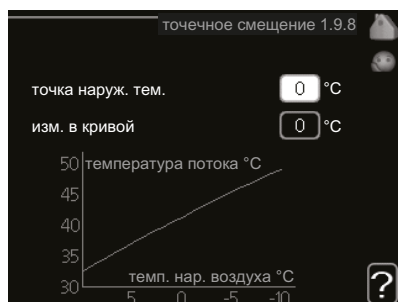 точечное смещение 1.9.8
точка наруж. тем. 0 °C
изм. в кривой 0 °C
50 температура потока °C
45
40
35
30 темп. нар. воздуха °C
5 0 -5 -10
?